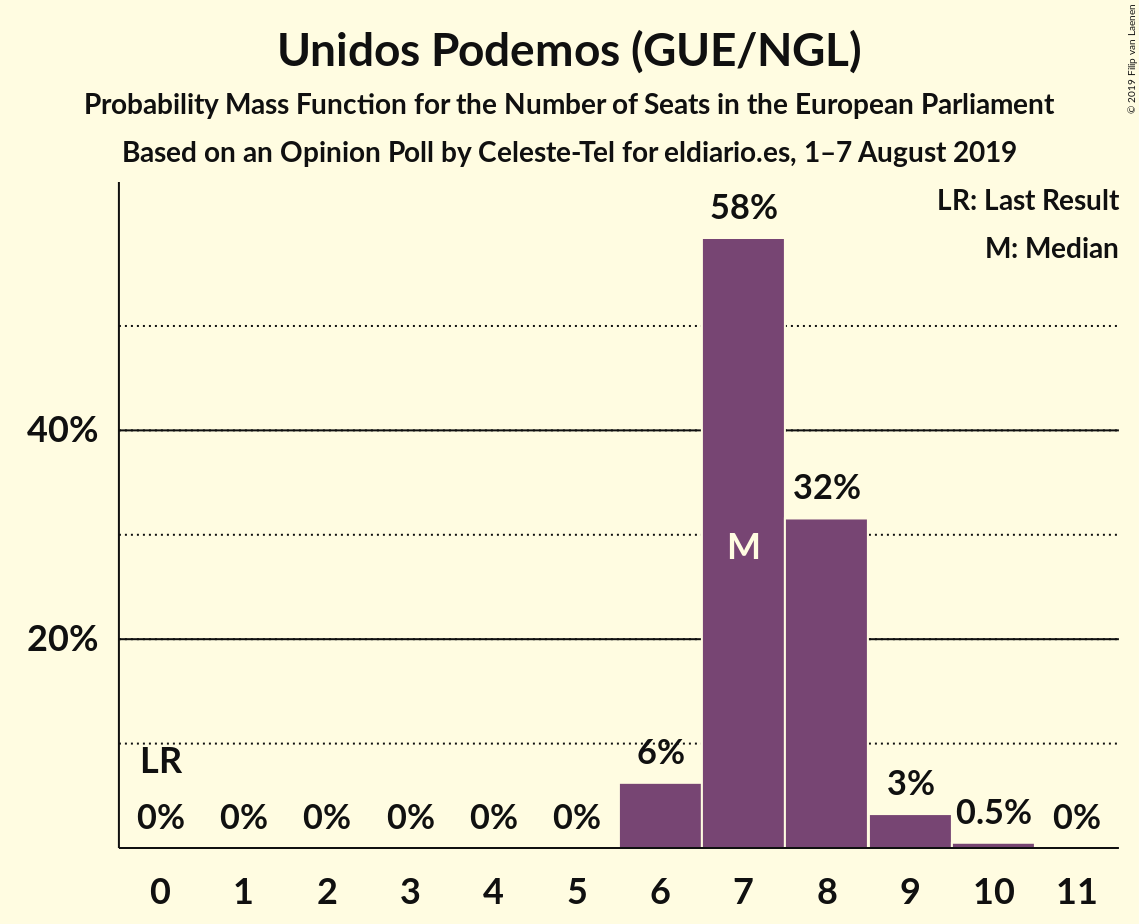 Unidos Podemos (GUE/NGL)
Probability Mass Function for the Number of Seats in the European Parliament
Based on an Opinion Poll by Celeste-Tel for eldiario.es, 1–7 August 2019
© 2019 Filip van Laenen
LR: Last Result
M: Median
58%
40%
32%
M
20%
LR
6%
3%
0% 0% 0% 0% 0% 0% 0.5% 0%
0 1 2 3 4 5 6 7 8 9 10 11